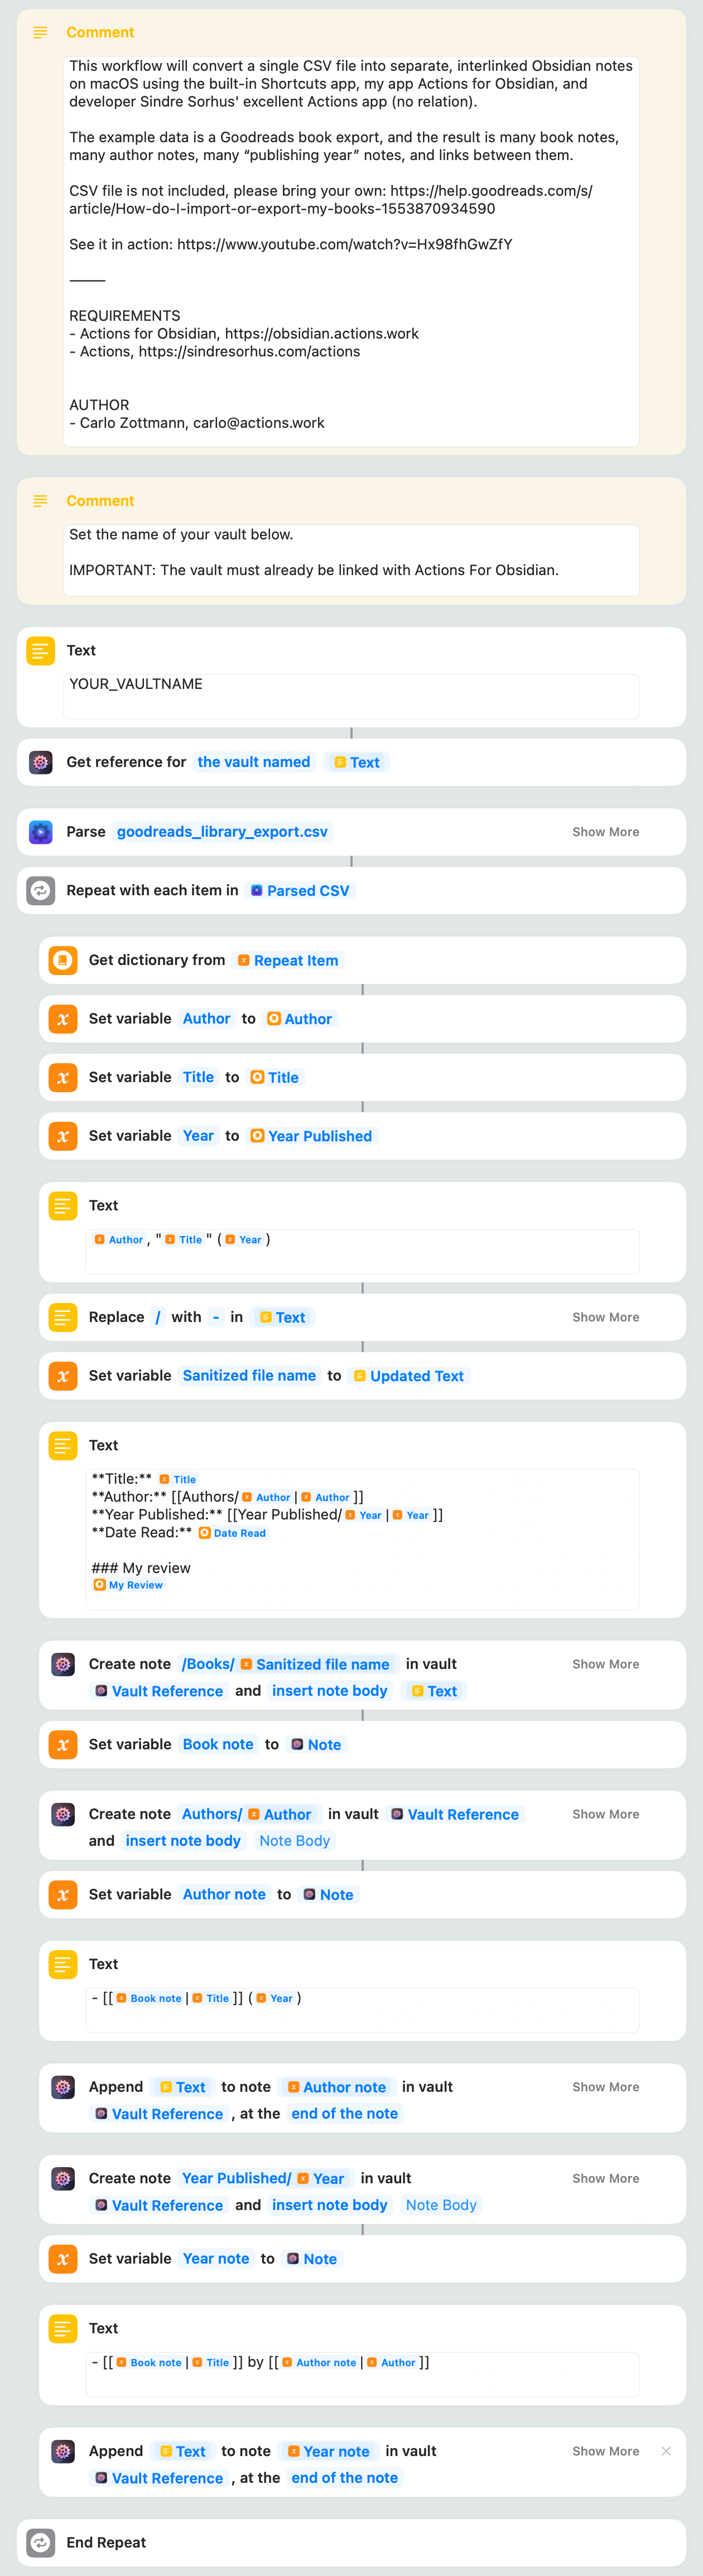 Comment
This workflow will convert a single CSV file into separate, interlinked Obsidian notes
on macOS using the built-in Shortcuts app, my app Actions for Obsidian, and
developer Sindre Sorhus' excellent Actions app (no relation).
The example data is a Goodreads book export, and the result is many book notes,
many author notes, many “publishing year” notes, and links between them.
CSV file is not included, please bring your own: https://help.goodreads.com/s/
article/How-do-I-import-or-export-my-books-1553870934590
See it in action: https://www.youtube.com/watch?v=Hx98fhGwZfY
⸻
REQUIREMENTS
- Actions for Obsidian, https://obsidian.actions.work
- Actions, https://sindresorhus.com/actions
AUTHOR
- Carlo Zottmann, carlo@actions.work
Comment
Set the name of your vault below.
IMPORTANT: The vault must already be linked with Actions For Obsidian.
Text
YOUR_VAULTNAME
Get reference for the vault named Text
Parse goodreads_library_export.csv Show More
Repeat with each item in Parsed CSV
Get dictionary from Repeat Item
Set variable Author to Author
Set variable Title to Title
Set variable Year to Year Published
Text
Author , " Title " ( Year )
Replace / with - in Text Show More
Set variable Sanitized file name to Updated Text
Text
**Title:** Title
**Author:** [[Authors/ Author | Author ]]
**Year Published:** [[Year Published/ Year | Year ]]
**Date Read:** Date Read
### My review
My Review
Create note /Books/ Sanitized file name in vault Show More
Vault Reference and insert note body Text
Set variable Book note to Note
Create note Authors/ Author in vault Vault Reference Show More
and insert note body Note Body
Set variable Author note to Note
Text
- [[ Book note | Title ]] ( Year )
Append Text to note Author note in vault Show More
Vault Reference , at the end of the note
Create note Year Published/ Year in vault Show More
Vault Reference and insert note body Note Body
Set variable Year note to Note
Text
- [[ Book note | Title ]] by [[ Author note | Author ]]
Append Text to note Year note in vault Show More
Vault Reference , at the end of the note
End Repeat